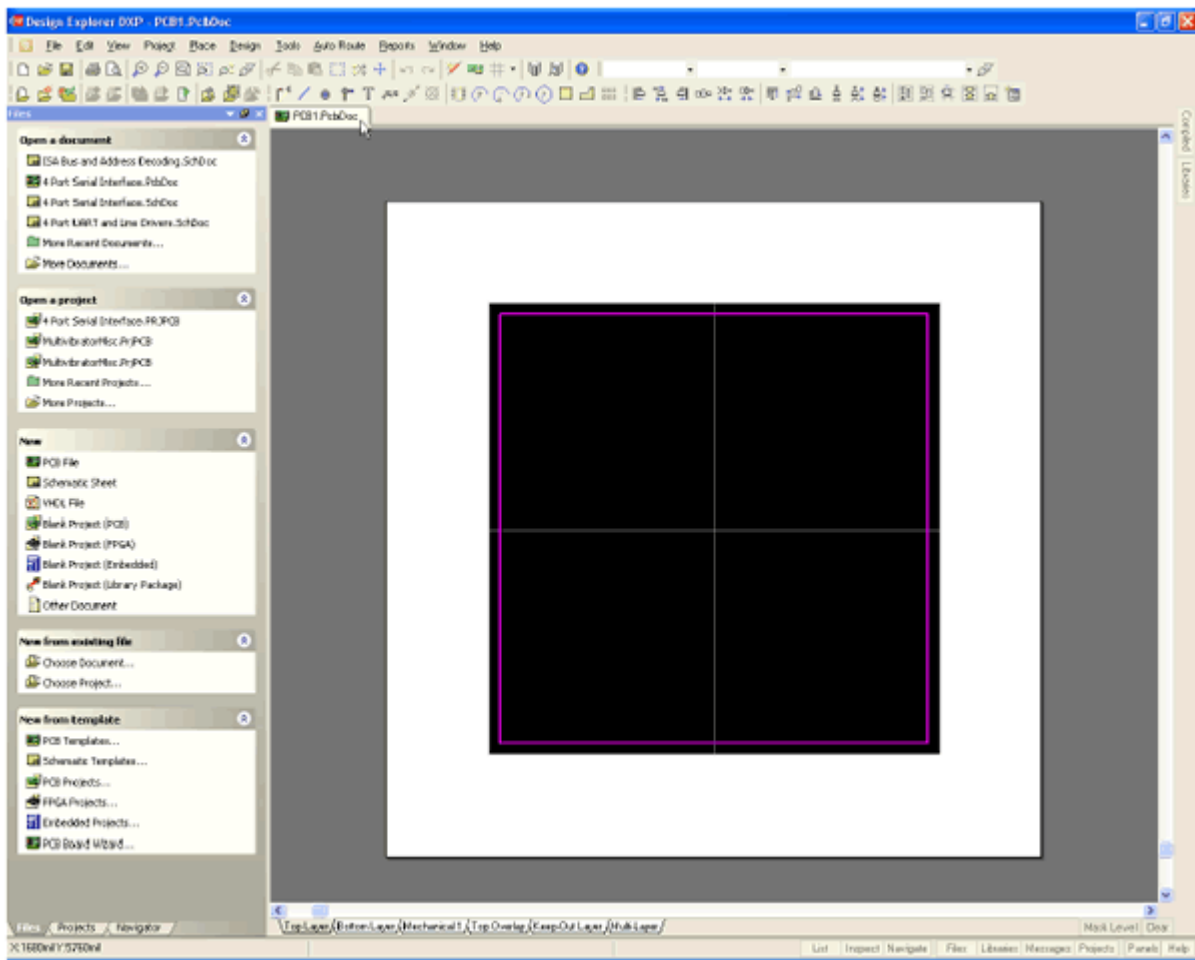 Design Explorer DXP - PCB1.PcbDoc
File Edit View Project Place Design Tools Auto Route Reports Window Help
Files
PCB1.PcbDoc
Compiled
Libraries
Open a document
ISA Bus and Address Decoding.SchDoc
4 Port Serial Interface.PcbDoc
4 Port Serial Interface.SchDoc
4 Port UART and Line Drivers.SchDoc
More Recent Documents...
More Documents...
Open a project
4 Port Serial Interface.PRJPCB
MultivibratorMisc.PrjPCB
MultivibratorMisc.PrjPCB
More Recent Projects...
More Projects...
New
PCB File
Schematic Sheet
VHDL File
Blank Project (PCB)
Blank Project (FPGA)
Blank Project (Embedded)
Blank Project (Library Package)
Other Document
New from existing file
Choose Document...
Choose Project...
New from template
PCB Templates...
Schematic Templates...
PCB Projects...
FPGA Projects...
Embedded Projects...
PCB Board Wizard...
Files Projects Navigator
Top Layer Bottom Layer Mechanical 1 Top Overlay Keep-Out Layer Multi-Layer
Mask Level Clear
X:1680mil Y:5760mil
List Inspect Navigate Files Libraries Messages Projects Panels Help